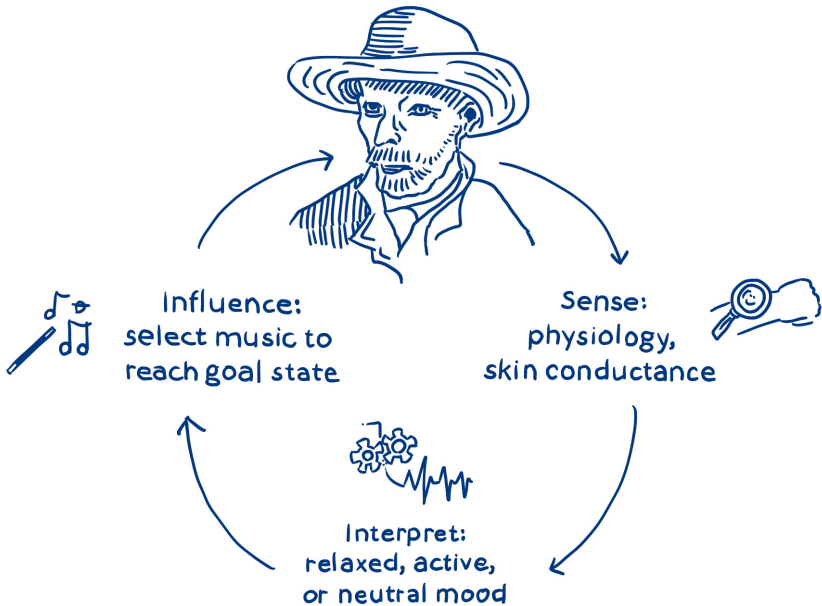 Influence:
select music to
reach goal state
Sense:
physiology,
skin conductance
Interpret:
relaxed, active,
or neutral mood